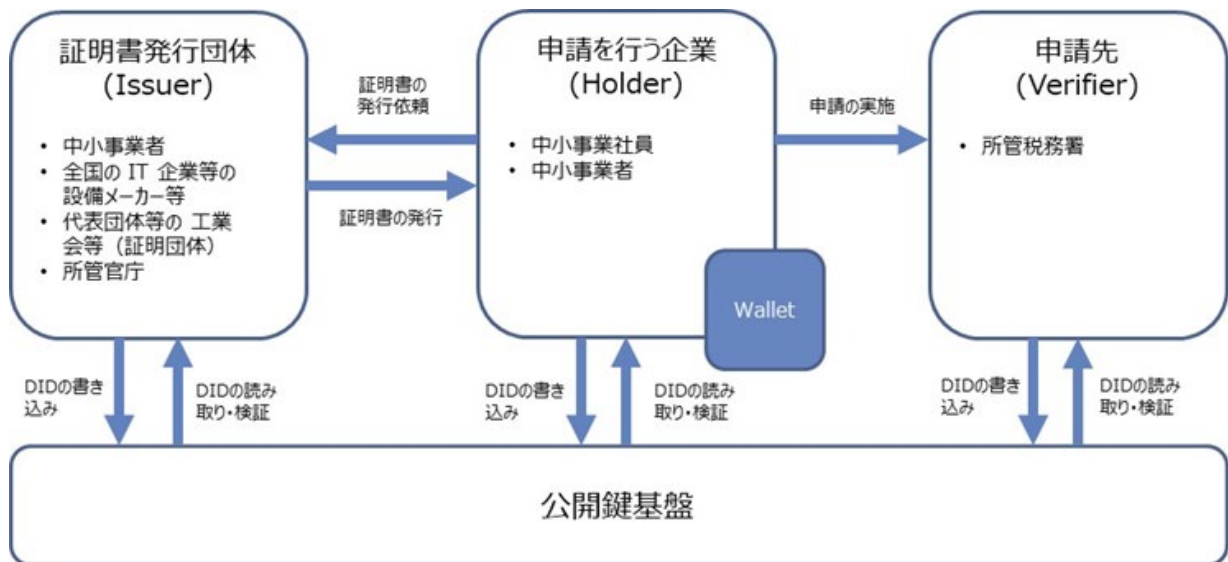 証明書発行団体
(Issuer)
• 中小事業者
• 全国の IT 企業等の
設備メーカー等
• 代表団体等の 工業
会等（証明団体）
• 所管官庁
証明書の
発行依頼
証明書の発行
申請を行う企業
(Holder)
• 中小事業社員
• 中小事業者
Wallet
申請の実施
申請先
(Verifier)
• 所管税務署
DIDの書き
込み
DIDの読み
取り・検証
DIDの書き
込み
DIDの読み
取り・検証
DIDの書き
込み
DIDの読み
取り・検証
公開鍵基盤